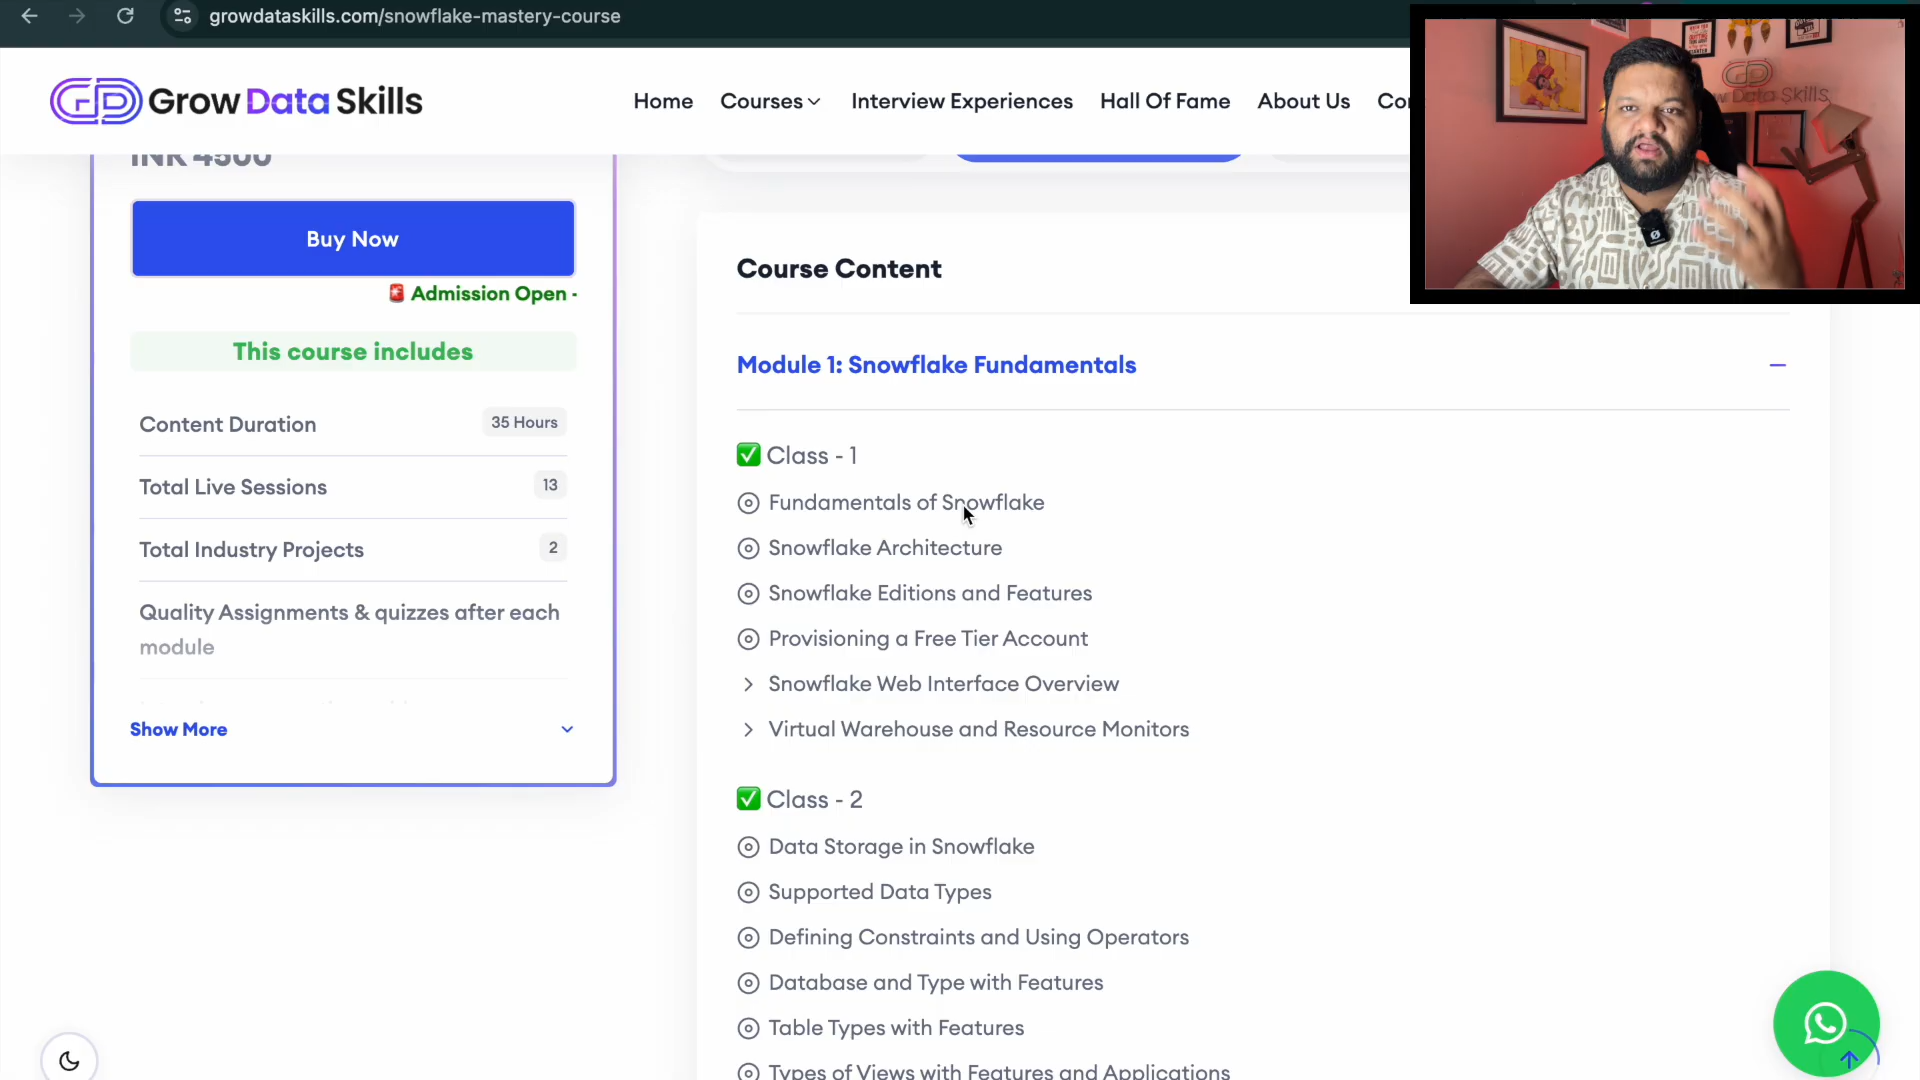 growdataskills.com/snowflake-mastery-course
GD Grow Data Skills
Home
Courses
Interview Experiences
Hall Of Fame
About Us
INR 4500
Buy Now
🚨 Admission Open -
This course includes
Content Duration
35 Hours
Total Live Sessions
13
Total Industry Projects
2
Quality Assignments & quizzes after each
module
Show More
Course Content
Module 1: Snowflake Fundamentals
✅ Class - 1
Fundamentals of Snowflake
Snowflake Architecture
Snowflake Editions and Features
Provisioning a Free Tier Account
Snowflake Web Interface Overview
Virtual Warehouse and Resource Monitors
✅ Class - 2
Data Storage in Snowflake
Supported Data Types
Defining Constraints and Using Operators
Database and Type with Features
Table Types with Features
Types of Views with Features and Applications